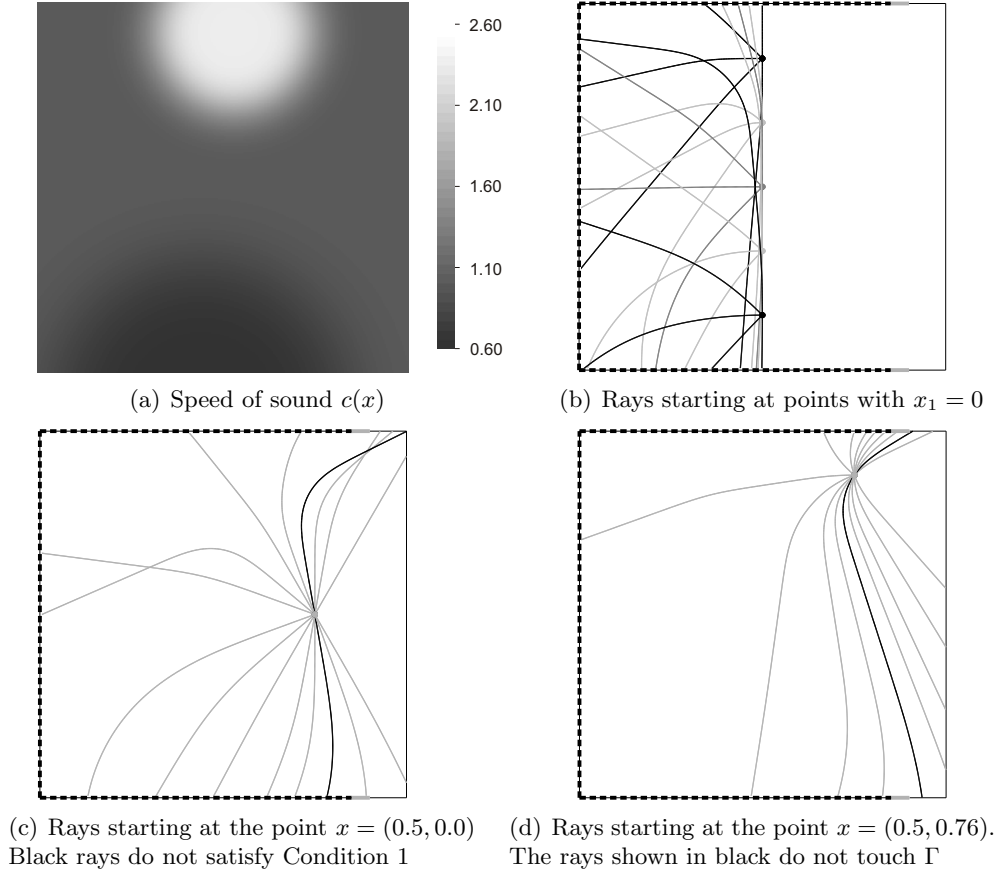 2.60
2.10
1.60
1.10
0.60
(a) Speed of sound c(x)
(b) Rays starting at points with x₁ = 0
(c) Rays starting at the point x = (0.5, 0.0)
Black rays do not satisfy Condition 1
(d) Rays starting at the point x = (0.5, 0.76).
The rays shown in black do not touch Γ